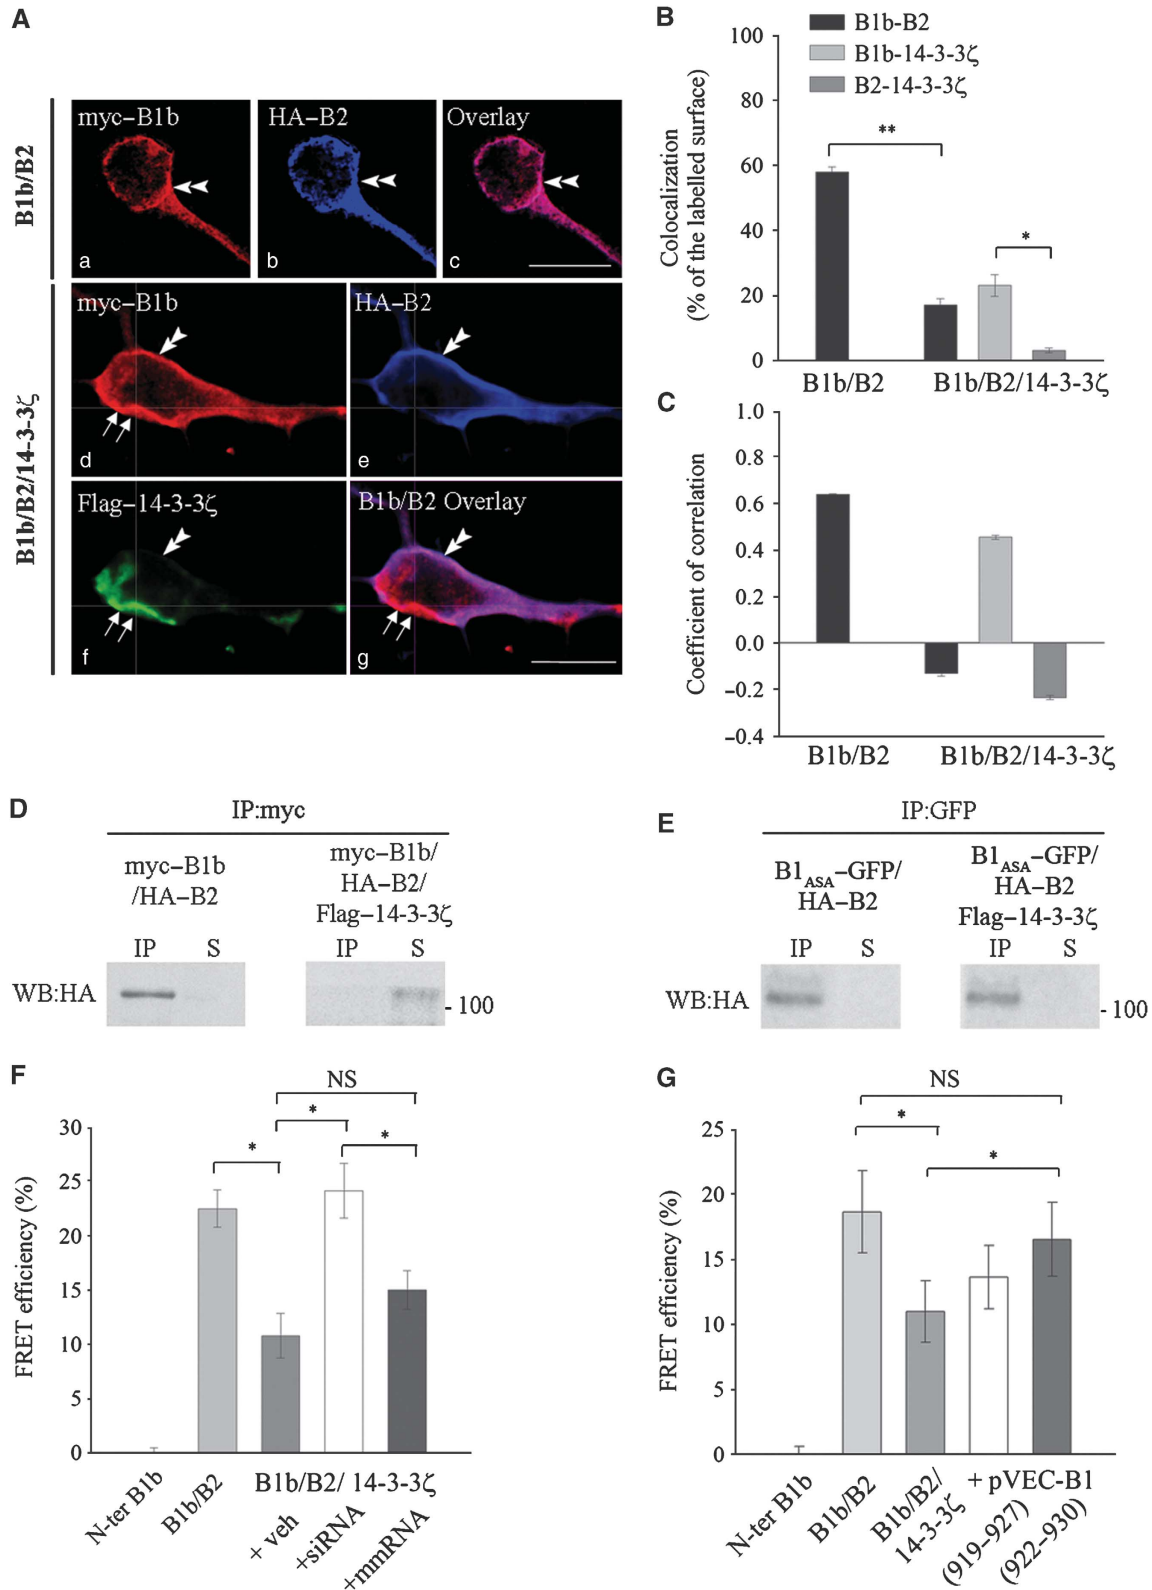 A
B1b/B2
myc–B1b
HA–B2
Overlay
a
b
c
B1b/B2/14-3-3ζ
myc–B1b
HA–B2
d
e
Flag–14-3-3ζ
B1b/B2 Overlay
f
g
B
B1b-B2
B1b-14-3-3ζ
B2-14-3-3ζ
Colocalization
(% of the labelled surface)
100
80
60
40
20
0
**
*
B1b/B2
B1b/B2/14-3-3ζ
C
Coefficient of correlation
1.0
0.8
0.6
0.4
0.2
0.0
–0.2
–0.4
B1b/B2
B1b/B2/14-3-3ζ
D
IP:myc
myc–B1b
/HA–B2
myc–B1b/
HA–B2/
Flag–14-3-3ζ
IP S IP S
WB:HA
- 100
E
IP:GFP
B1ASA–GFP/
HA–B2
B1ASA–GFP/
HA–B2
Flag–14-3-3ζ
IP S IP S
WB:HA
- 100
F
FRET efficiency (%)
30
25
20
15
10
5
0
NS
*
*
*
N-ter B1b
B1b/B2
B1b/B2/ 14-3-3ζ
+ veh
+siRNA
+mmRNA
G
FRET efficiency (%)
25
20
15
10
5
0
NS
*
*
N-ter B1b
B1b/B2
B1b/B2/
14-3-3ζ
+ pVEC-B1
(919–927)
(922–930)